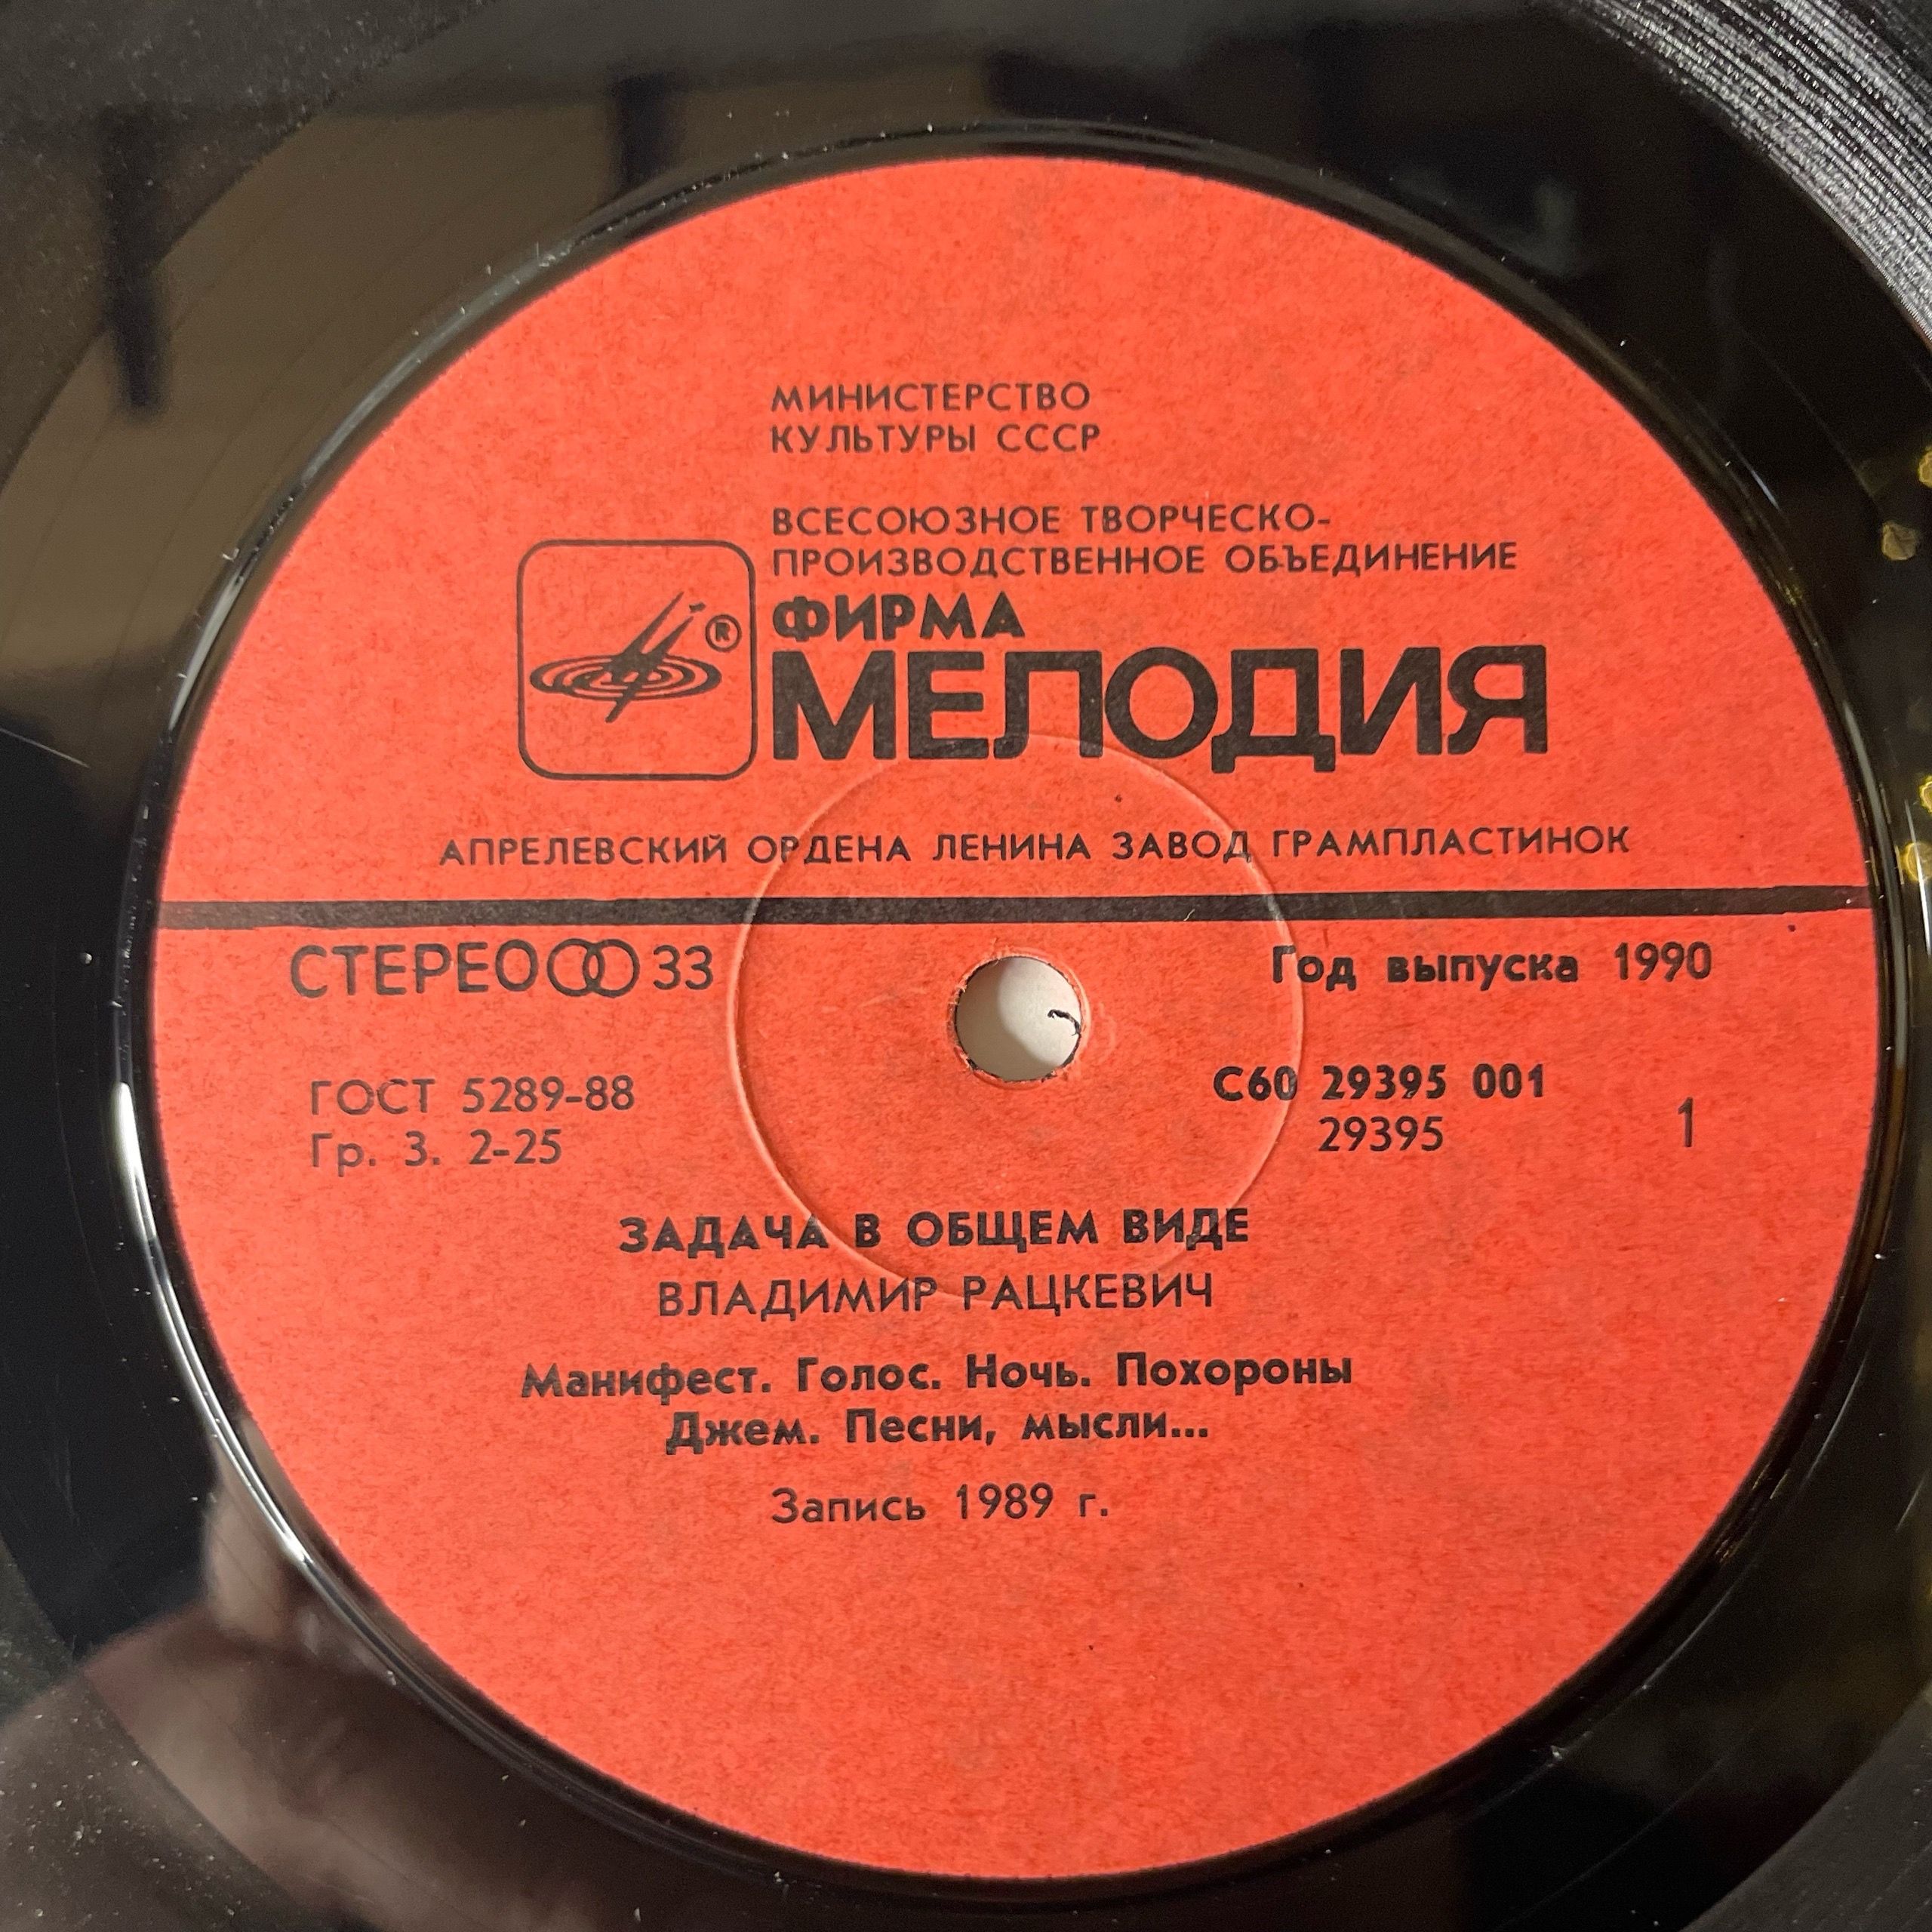 МИНИСТЕРСТВО
КУЛЬТУРЫ СССР
ВСЕСОЮЗНОЕ ТВОРЧЕСКО-
ПРОИЗВОДСТВЕННОЕ ОБЪЕДИНЕНИЕ
®
ФИРМА
МЕЛОДИЯ
АПРЕЛЕВСКИЙ ОРДЕНА ЛЕНИНА ЗАВОД ГРАМПЛАСТИНОК
СТЕРЕО 33
Год выпуска 1990
ГОСТ 5289-88
Гр. 3. 2-25
С60 29395 001
29395
1
ЗАДАЧА В ОБЩЕМ ВИДЕ
ВЛАДИМИР РАЦКЕВИЧ
Манифест. Голос. Ночь. Похороны
Джем. Песни, мысли...
Запись 1989 г.